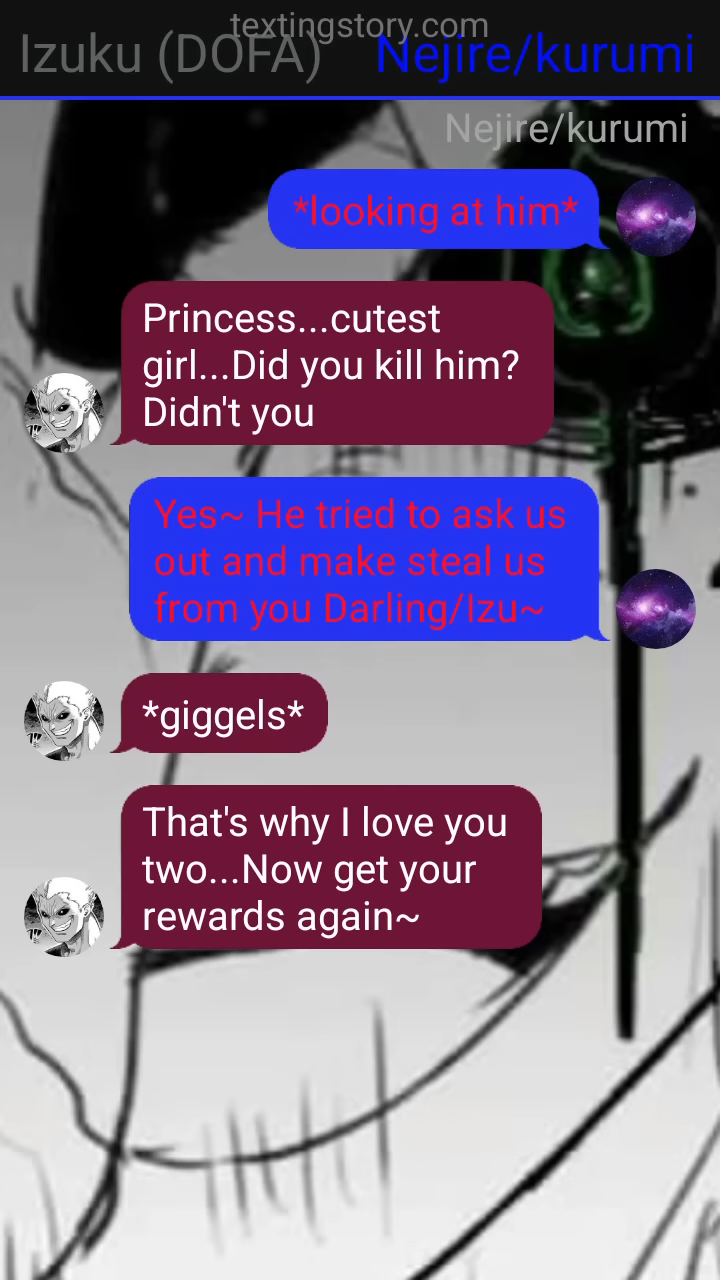 textingstory.com
Izuku (DOFA) Nejire/kurumi
Nejire/kurumi
*looking at him*
Princess...cutest
girl...Did you kill him?
Didn't you
Yes~ He tried to ask us
out and make steal us
from you Darling/Izu~
*giggels*
That's why I love you
two...Now get your
rewards again~